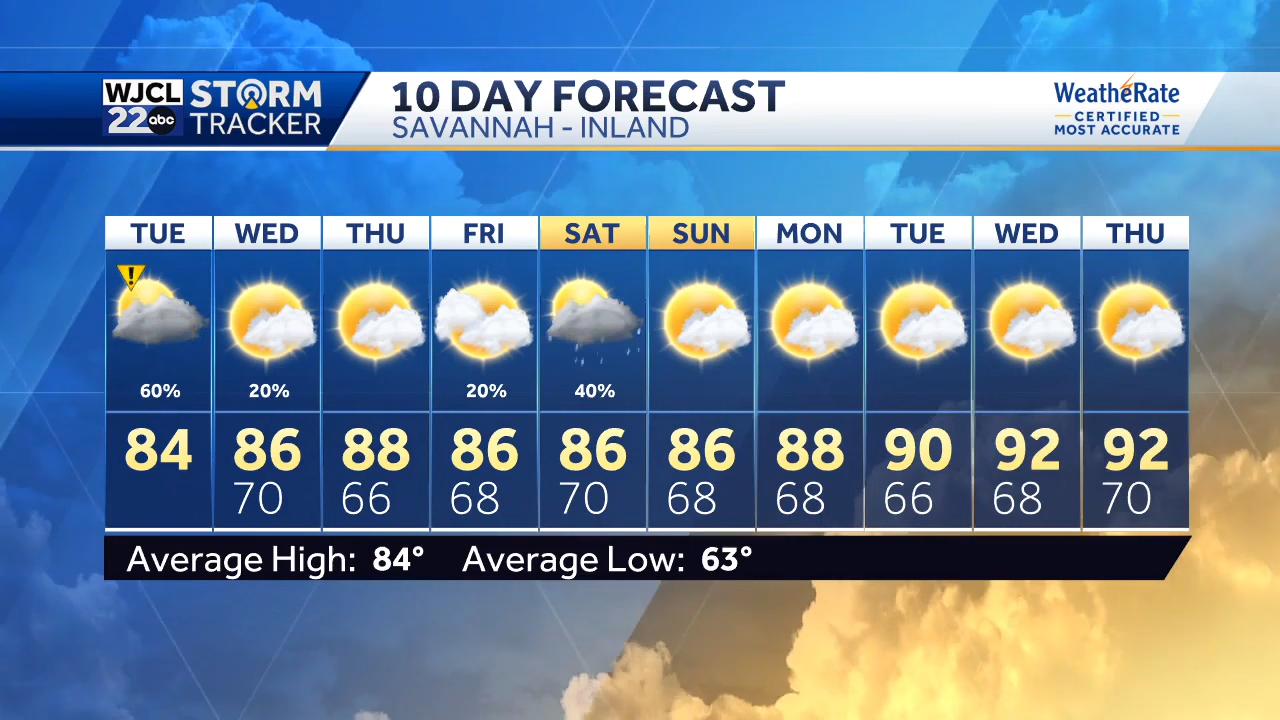 WJCL
22 abc
STORM
TRACKER
10 DAY FORECAST
SAVANNAH - INLAND
WeatheRate
CERTIFIED
MOST ACCURATE
TUE WED THU FRI SAT SUN MON TUE WED THU
!
60% 20% 20% 40%
84 86 88 86 86 86 88 90 92 92
70 66 68 70 68 68 66 68 70
Average High: 84° Average Low: 63°